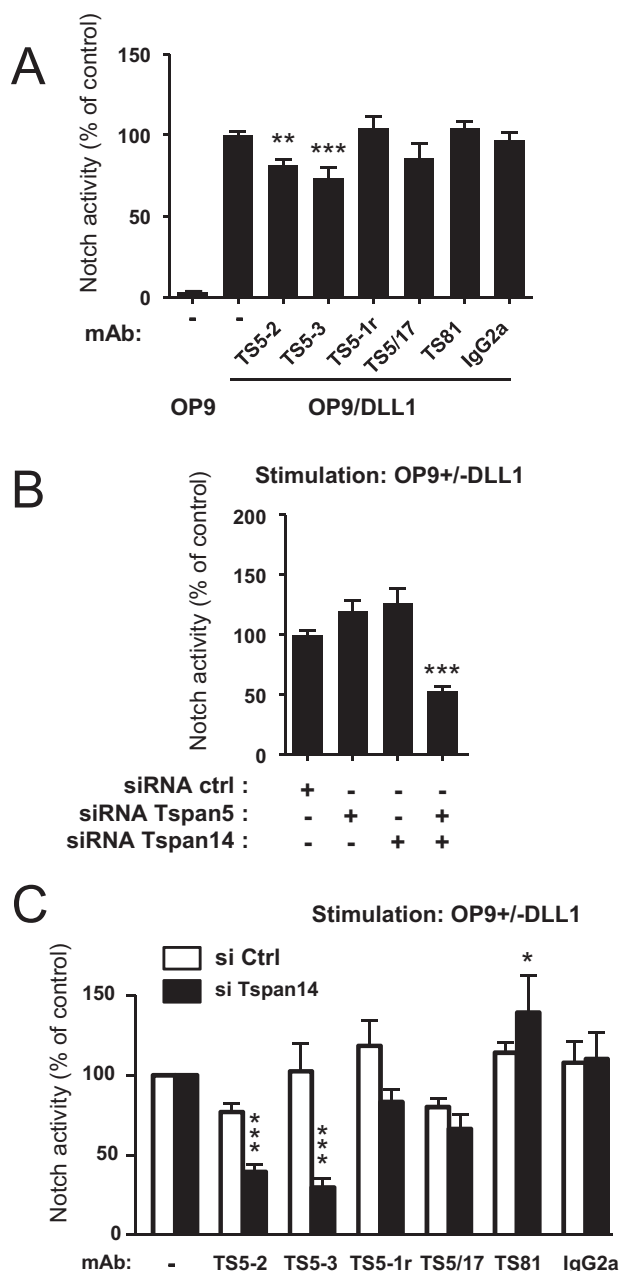 A
Notch activity (% of control)
150
100
50
0
** ***
mAb: - - TS5-2 TS5-3 TS5-1r TS5/17 TS81 IgG2a
OP9 OP9/DLL1
B
Stimulation: OP9+/-DLL1
Notch activity (% of control)
200
150
100
50
0
***
siRNA ctrl : + - - -
siRNA Tspan5 : - + - +
siRNA Tspan14 : - - + +
C
Stimulation: OP9+/-DLL1
si Ctrl
si Tspan14
Notch activity (% of control)
150
100
50
0
*** *** *
mAb: - TS5-2 TS5-3 TS5-1r TS5/17 TS81 IgG2a